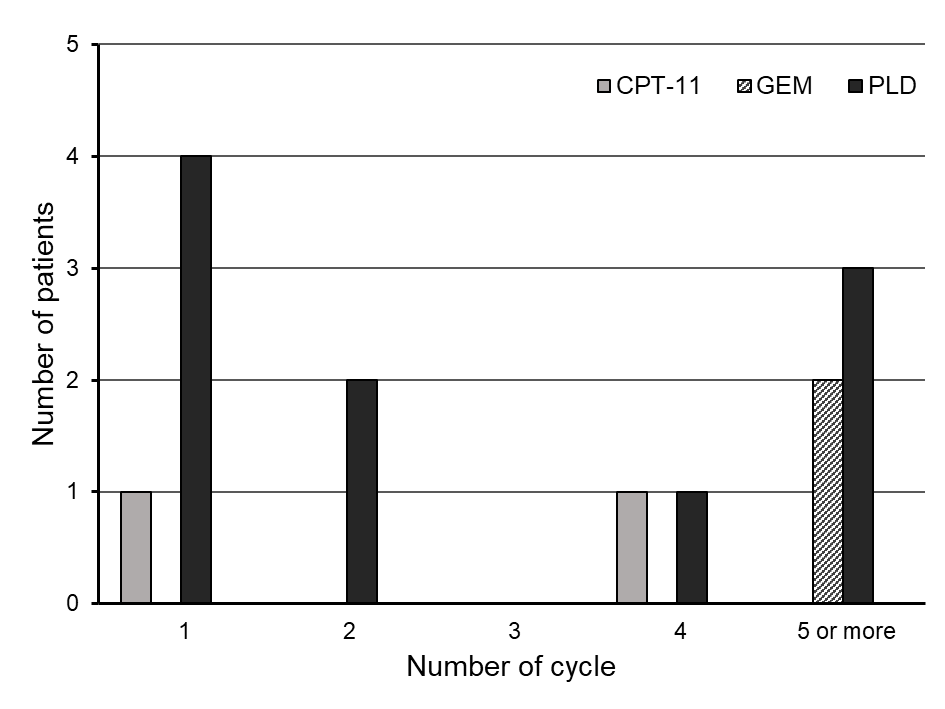 5
CPT-11 GEM PLD
4
3
2
1
0
Number of patients
1 2 3 4 5 or more
Number of cycle